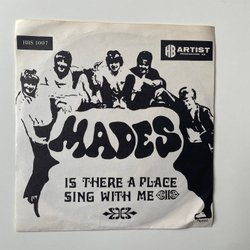 HBS 1007
HB ARTIST
MADES
IS THERE A PLACE
SING WITH ME